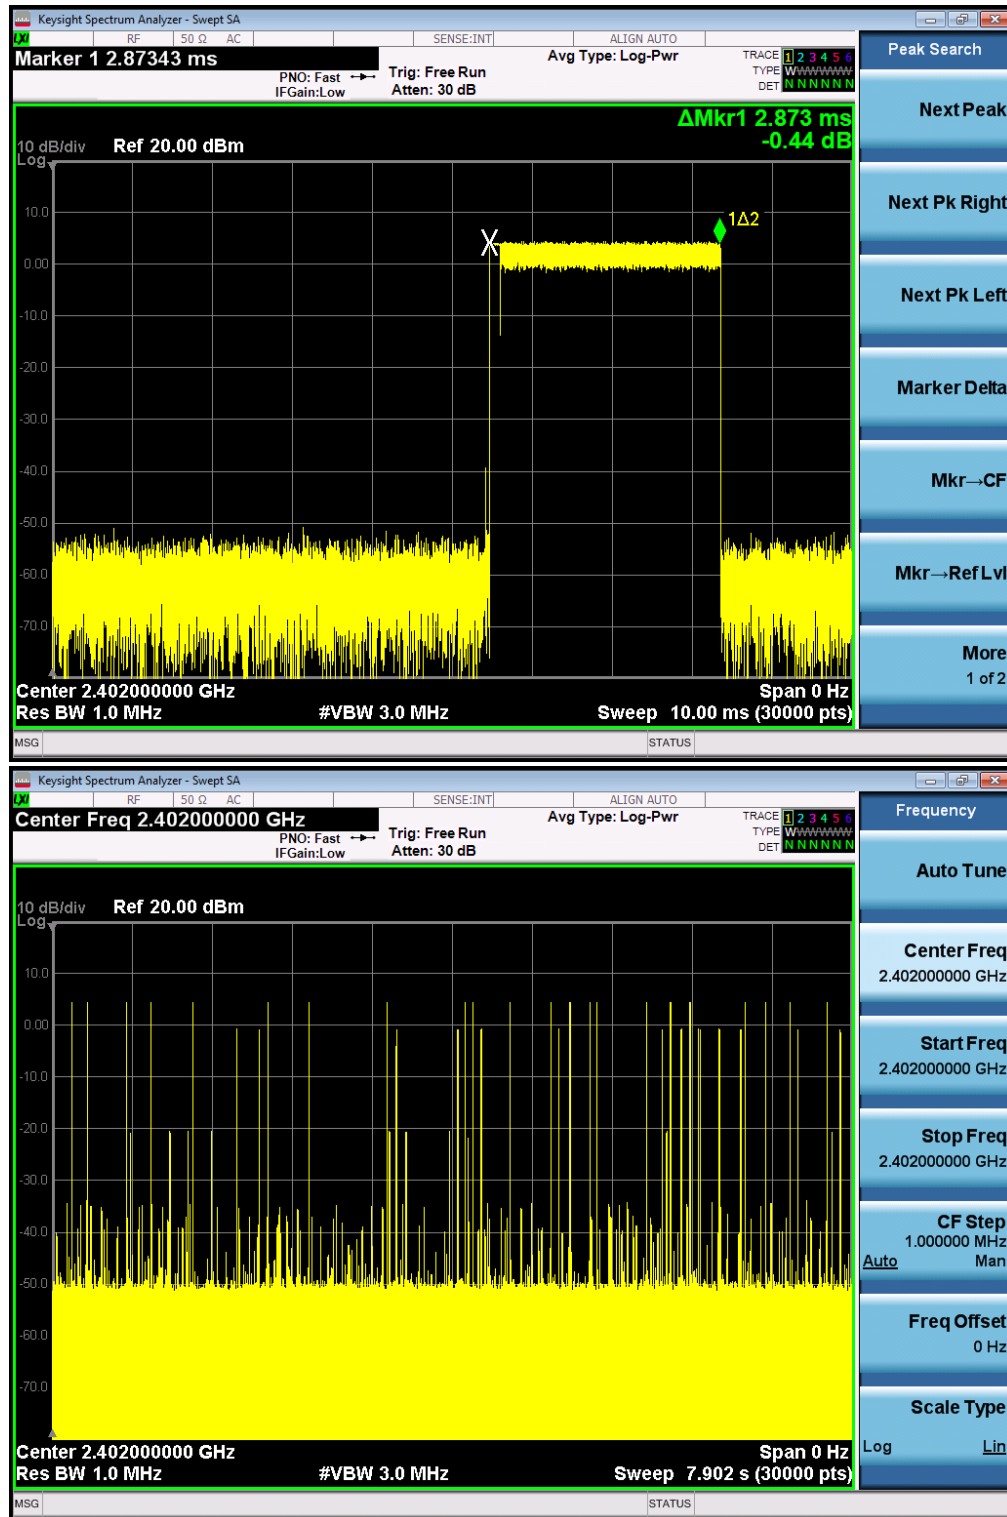 Keysight Spectrum Analyzer - Swept SA
LXI RF 50 Ω AC SENSE:INT ALIGN AUTO
Marker 1 2.87343 ms
PNO: Fast
IFGain:Low
Trig: Free Run
Atten: 30 dB
Avg Type: Log-Pwr
TRACE 1 2 3 4 5 6
TYPE WWWWWW
DET N N N N N N
ΔMkr1 2.873 ms
-0.44 dB
10 dB/div Ref 20.00 dBm
Log
10.0
0.00
-10.0
-20.0
-30.0
-40.0
-50.0
-60.0
-70.0
1Δ2
Center 2.402000000 GHz Span 0 Hz
Res BW 1.0 MHz #VBW 3.0 MHz Sweep 10.00 ms (30000 pts)
MSG STATUS
Peak Search
Next Peak
Next Pk Right
Next Pk Left
Marker Delta
Mkr→CF
Mkr→Ref Lvl
More
1 of 2
Keysight Spectrum Analyzer - Swept SA
LXI RF 50 Ω AC SENSE:INT ALIGN AUTO
Center Freq 2.402000000 GHz
PNO: Fast
IFGain:Low
Trig: Free Run
Atten: 30 dB
Avg Type: Log-Pwr
TRACE 1 2 3 4 5 6
TYPE WWWWWW
DET N N N N N N
10 dB/div Ref 20.00 dBm
Log
10.0
0.00
-10.0
-20.0
-30.0
-40.0
-50.0
-60.0
-70.0
Center 2.402000000 GHz Span 0 Hz
Res BW 1.0 MHz #VBW 3.0 MHz Sweep 7.902 s (30000 pts)
MSG STATUS
Frequency
Auto Tune
Center Freq
2.402000000 GHz
Start Freq
2.402000000 GHz
Stop Freq
2.402000000 GHz
CF Step
1.000000 MHz
Auto Man
Freq Offset
0 Hz
Scale Type
Log Lin